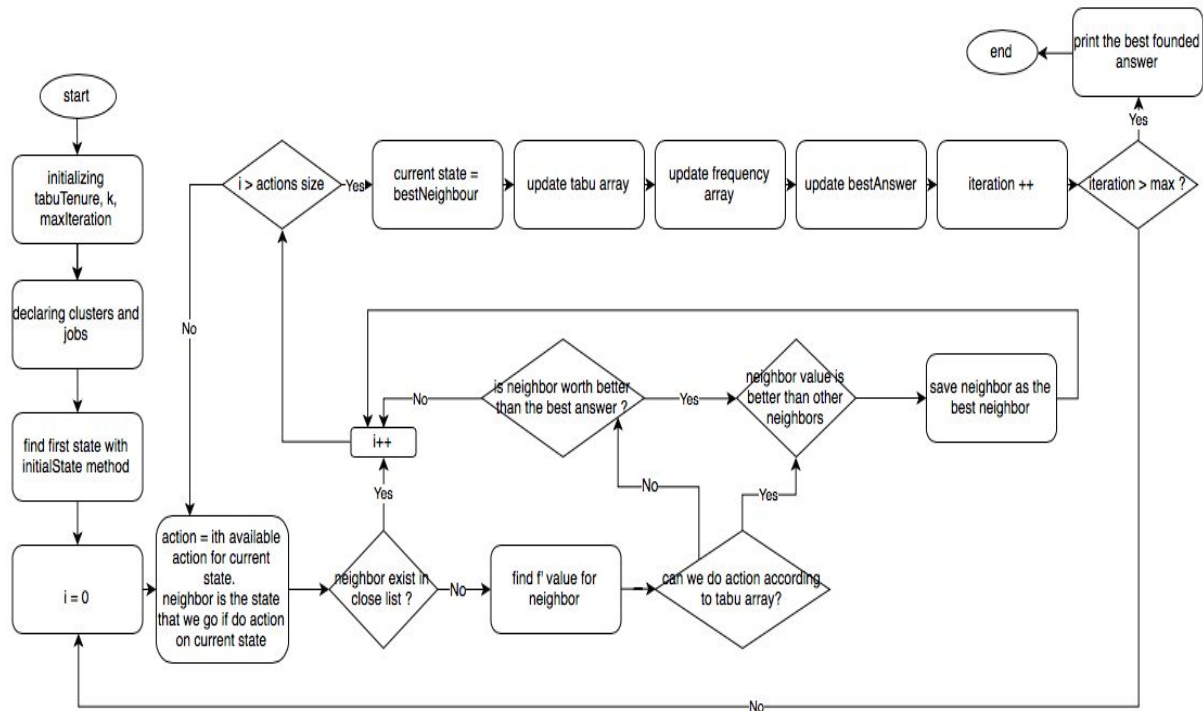 start
initializing
tabuTenure, k,
maxIteration
declaring clusters and
jobs
find first state with
initialState method
i = 0
action = ith available
action for current
state.
neighbor is the state
that we go if do action
on current state
neighbor exist in
close list ?
Yes
No
i++
find f' value for
neighbor
can we do action according
to tabu array?
No
Yes
is neighbor worth better
than the best answer ?
No
Yes
neighbor value is
better than other
neighbors
save neighbor as the
best neighbor
i > actions size
No
Yes
current state =
bestNeighbour
update tabu array
update frequency
array
update bestAnswer
iteration ++
iteration > max ?
Yes
No
print the best founded
answer
end